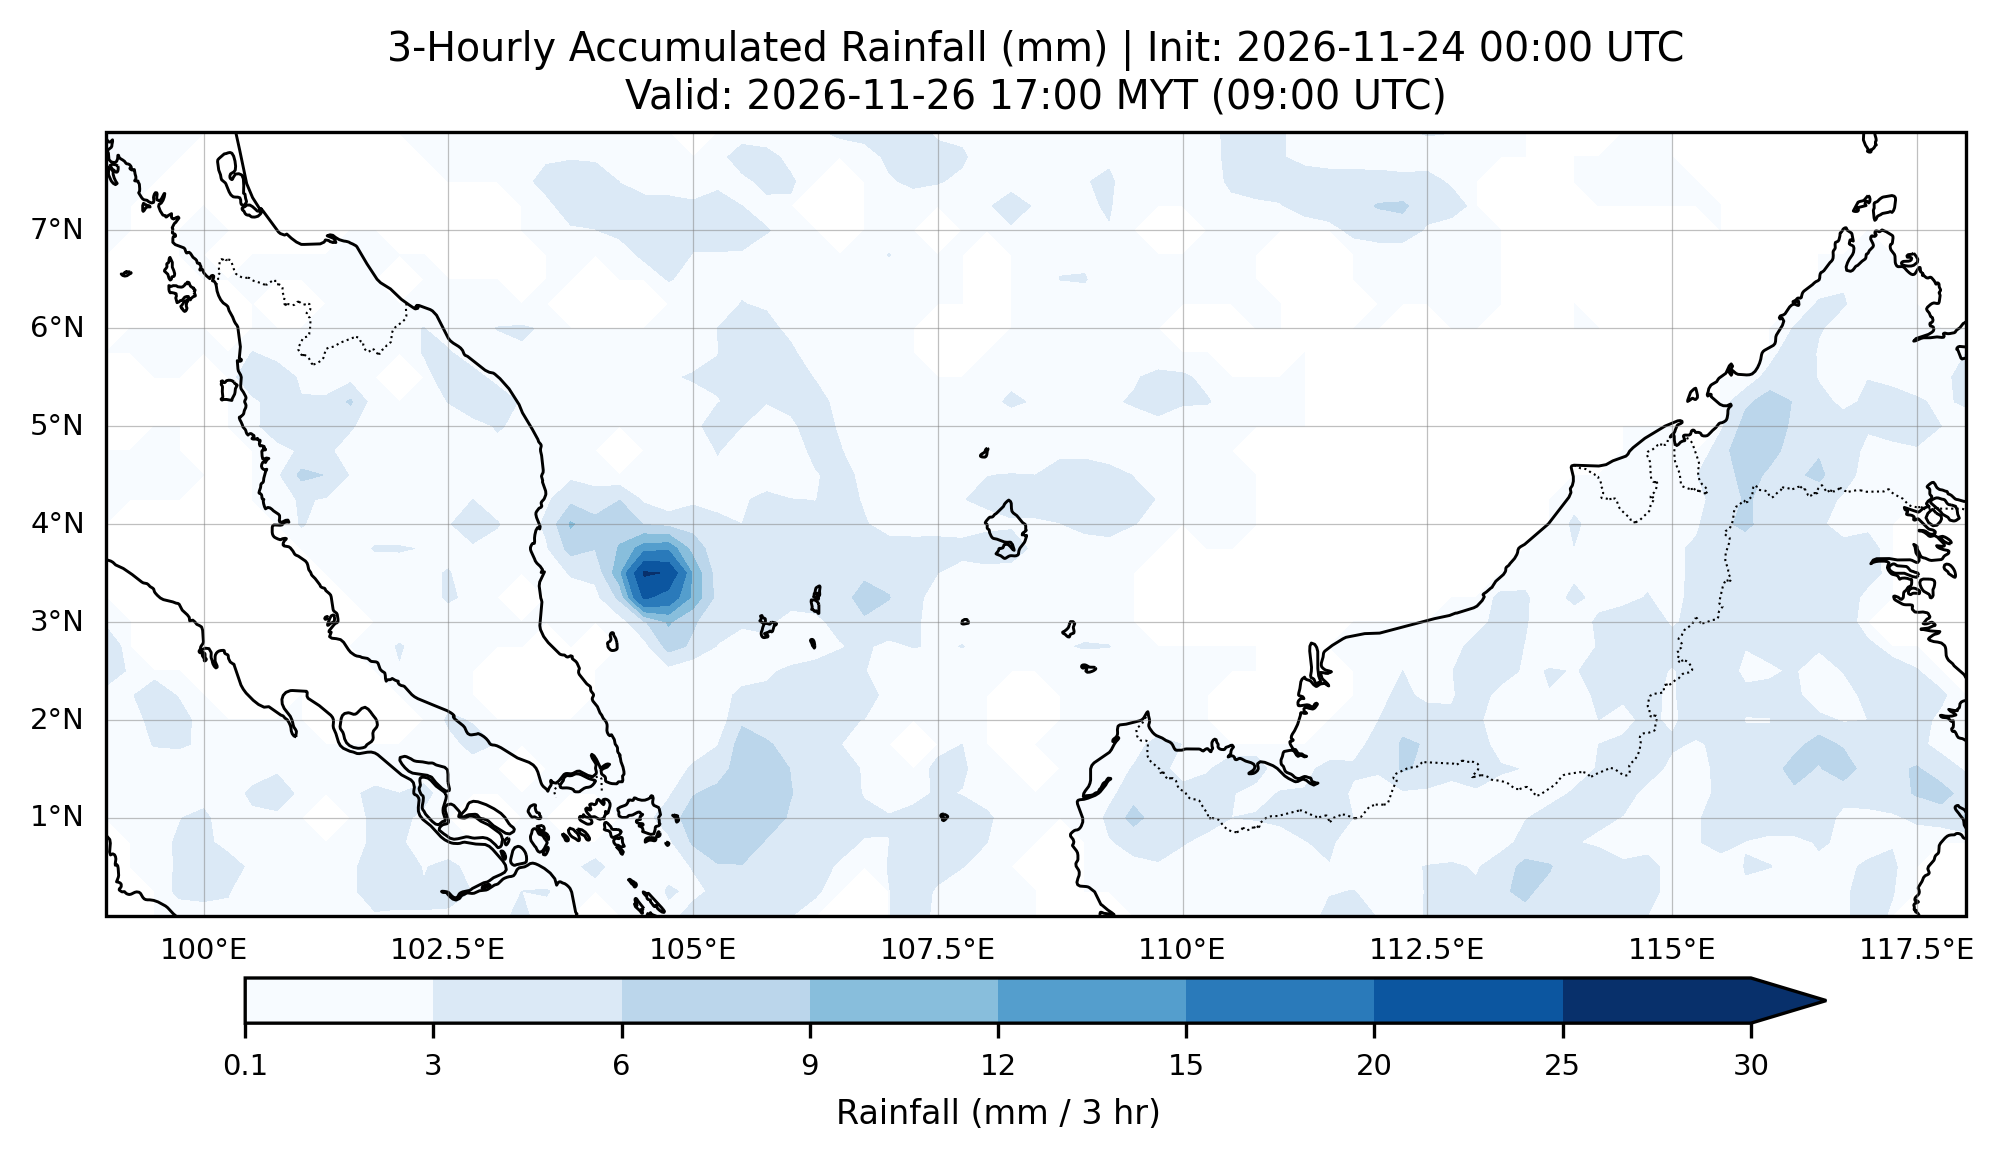 3-Hourly Accumulated Rainfall (mm) | Init: 2026-11-24 00:00 UTC
Valid: 2026-11-26 17:00 MYT (09:00 UTC)
7°N
6°N
5°N
4°N
3°N
2°N
1°N
100°E 102.5°E 105°E 107.5°E 110°E 112.5°E 115°E 117.5°E
0.1 3 6 9 12 15 20 25 30
Rainfall (mm / 3 hr)